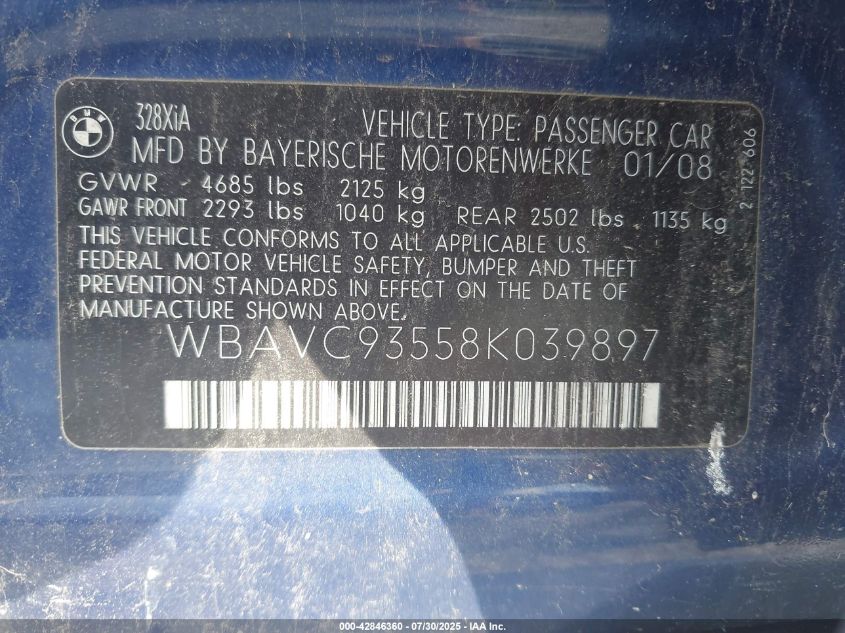 BMW
328XiA
VEHICLE TYPE: PASSENGER CAR
MFD BY BAYERISCHE MOTORENWERKE 01/08
GVWR 4685 lbs 2125 kg
GAWR FRONT 2293 lbs 1040 kg REAR 2502 lbs 1135 kg
THIS VEHICLE CONFORMS TO ALL APPLICABLE U.S.
FEDERAL MOTOR VEHICLE SAFETY, BUMPER AND THEFT
PREVENTION STANDARDS IN EFFECT ON THE DATE OF
MANUFACTURE SHOWN ABOVE.
WBAVC93558K039897
2 122 606
000-42846360 - 07/30/2025 - IAA Inc.